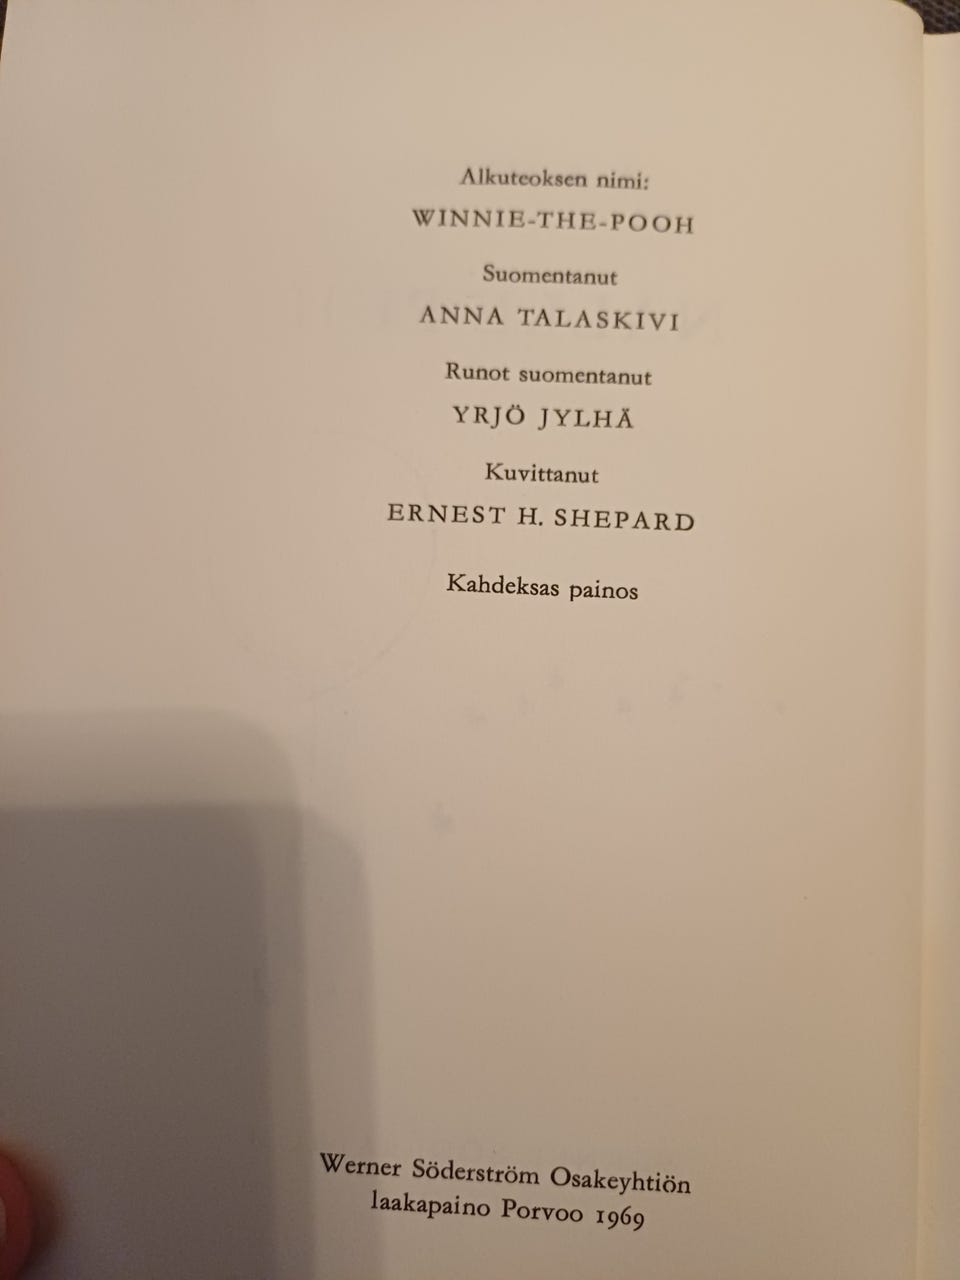 Alkuteoksen nimi:
WINNIE-THE-POOH
Suomentanut
ANNA TALASKIVI
Runot suomentanut
YRJÖ JYLHÄ
Kuvittanut
ERNEST H. SHEPARD
Kahdeksas painos
Werner Söderström Osakeyhtiön
laakapaino Porvoo 1969